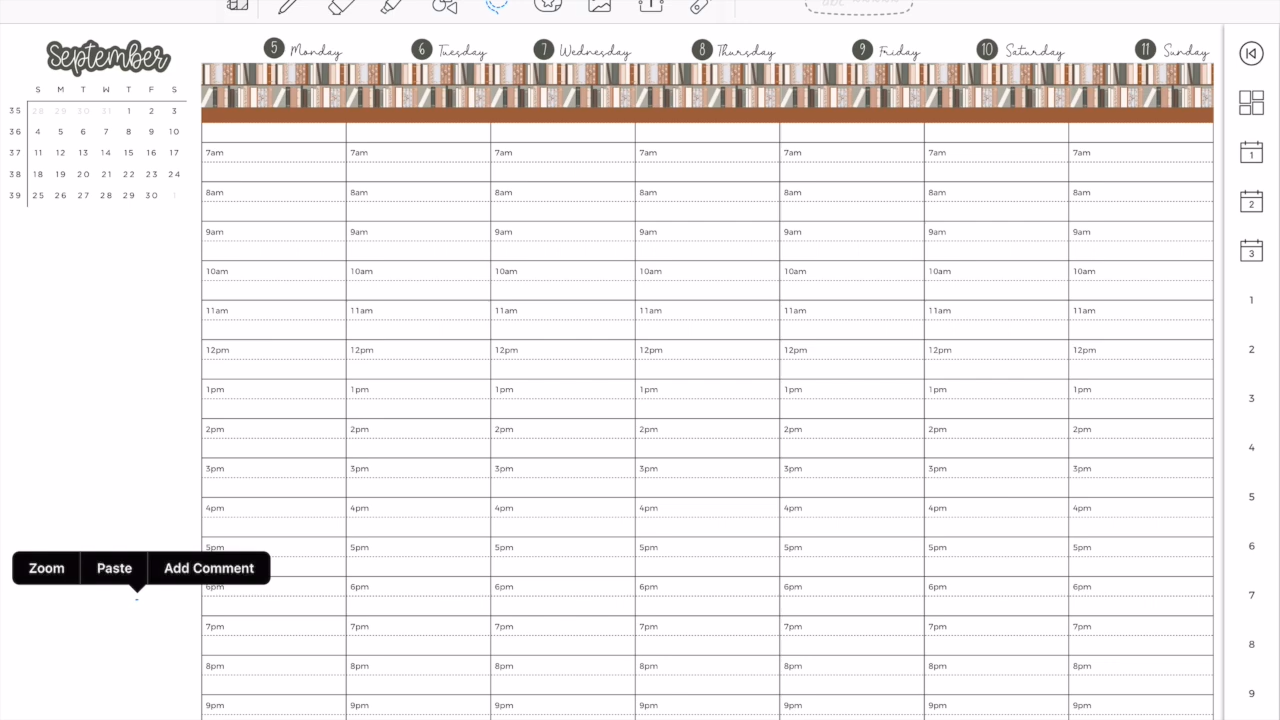 abc
September
5 Monday 6 Tuesday 7 Wednesday 8 Thursday 9 Friday 10 Saturday 11 Sunday
S M T W T F S
35 28 29 30 31 1 2 3
36 4 5 6 7 8 9 10
37 11 12 13 14 15 16 17
38 18 19 20 21 22 23 24
39 25 26 27 28 29 30 1
7am 7am 7am 7am 7am 7am 7am
8am 8am 8am 8am 8am 8am 8am
9am 9am 9am 9am 9am 9am 9am
10am 10am 10am 10am 10am 10am 10am
11am 11am 11am 11am 11am 11am 11am
12pm 12pm 12pm 12pm 12pm 12pm 12pm
1pm 1pm 1pm 1pm 1pm 1pm 1pm
2pm 2pm 2pm 2pm 2pm 2pm 2pm
3pm 3pm 3pm 3pm 3pm 3pm 3pm
4pm 4pm 4pm 4pm 4pm 4pm 4pm
5pm 5pm 5pm 5pm 5pm 5pm 5pm
Zoom Paste Add Comment
6pm 6pm 6pm 6pm 6pm 6pm 6pm
7pm 7pm 7pm 7pm 7pm 7pm 7pm
8pm 8pm 8pm 8pm 8pm 8pm 8pm
9pm 9pm 9pm 9pm 9pm 9pm 9pm
1
2
3
1
2
3
4
5
6
7
8
9